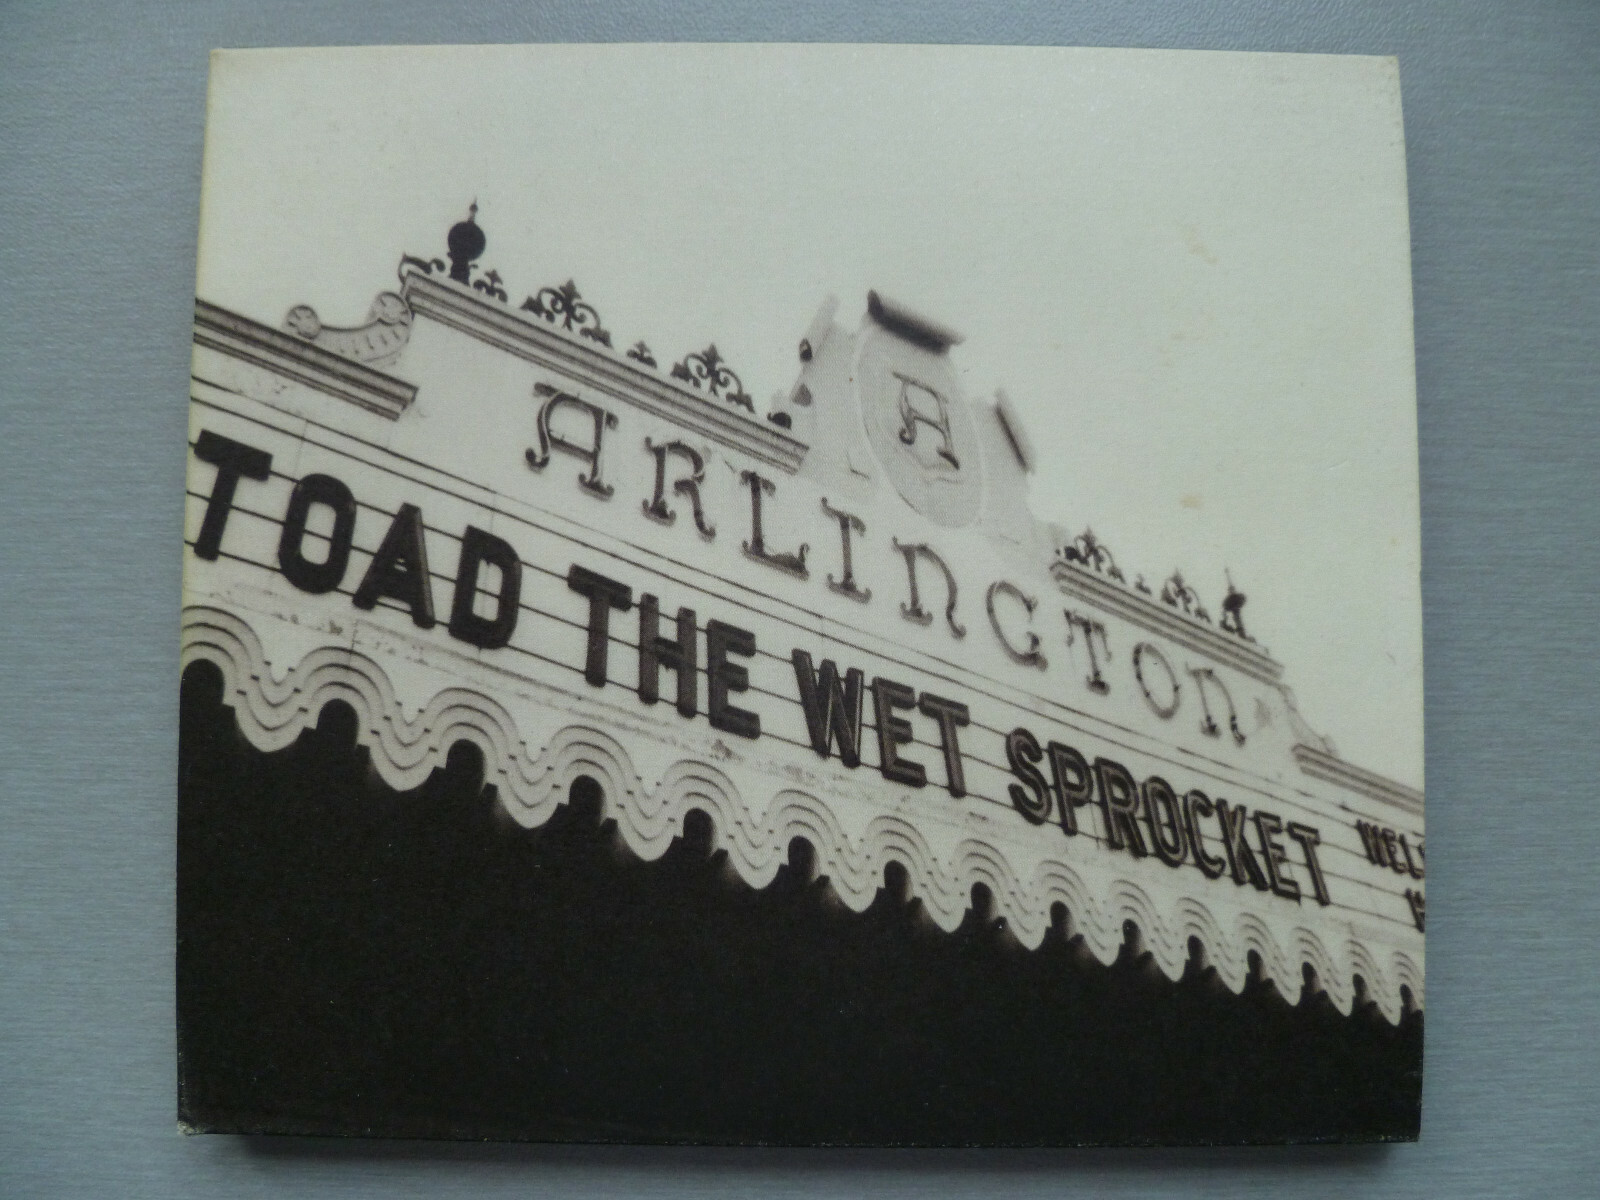 A
ARLINGTON
TOAD THE WET SPROCKET